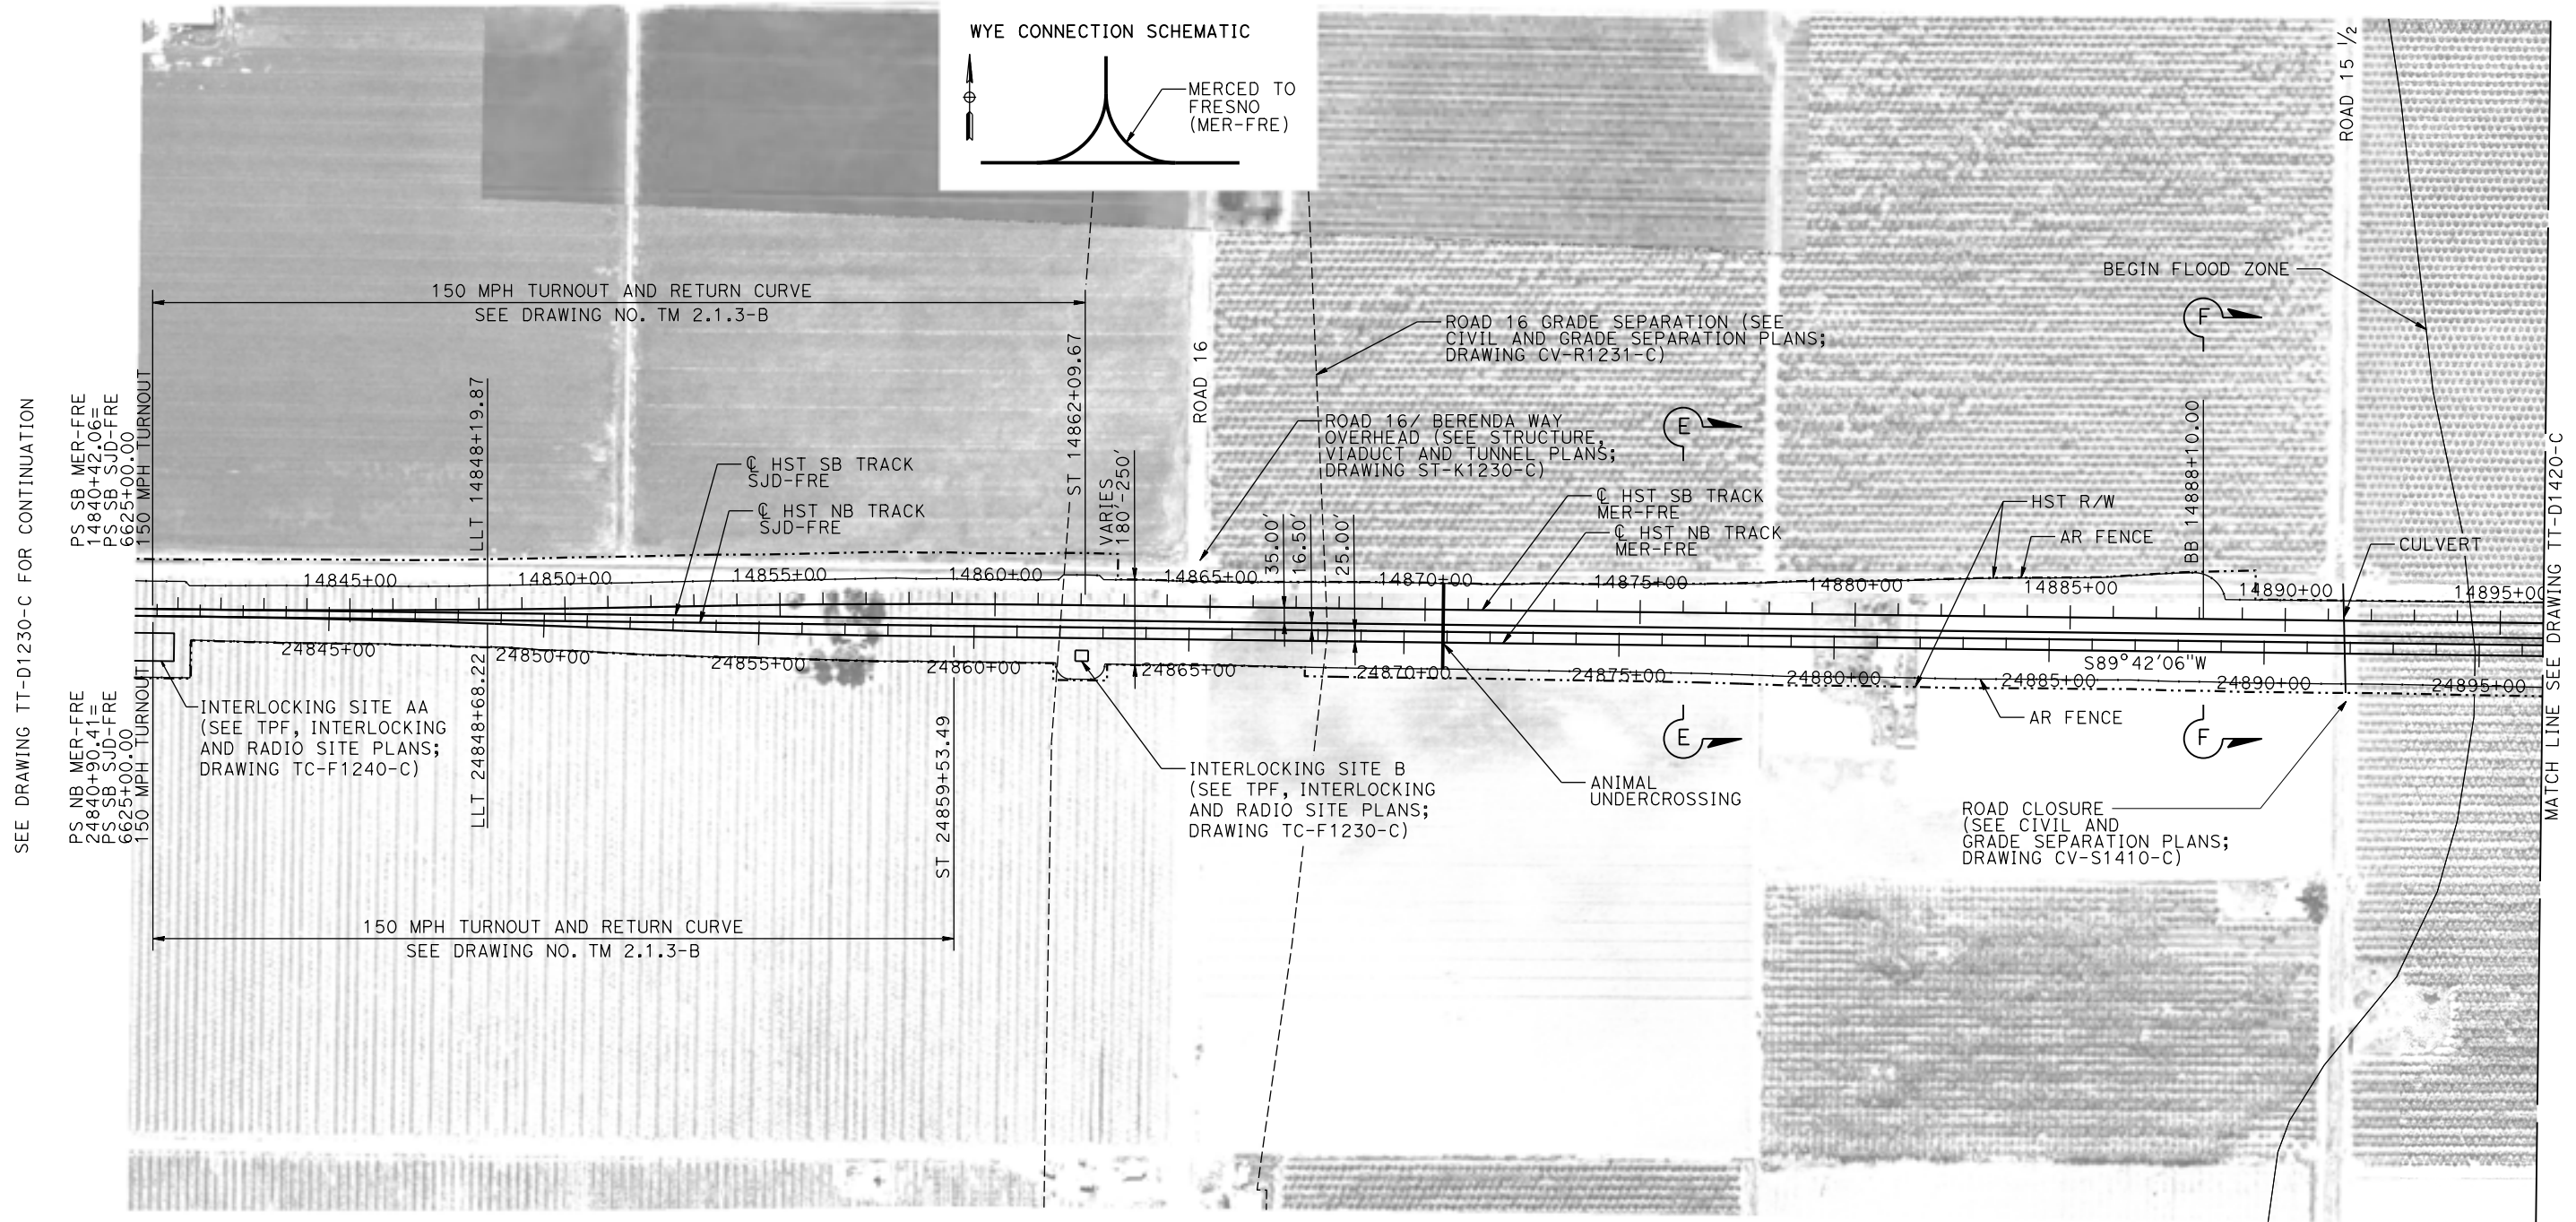 WYE CONNECTION SCHEMATIC
MERCED TO
FRESNO
(MER-FRE)
ROAD 15 ½
BEGIN FLOOD ZONE
150 MPH TURNOUT AND RETURN CURVE
SEE DRAWING NO. TM 2.1.3-B
ROAD 16 GRADE SEPARATION (SEE
CIVIL AND GRADE SEPARATION PLANS;
DRAWING CV-R1231-C)
F
ROAD 16
ST 14862+09.67
LLT 14848+19.87
SEE DRAWING TT-D1230-C FOR CONTINUATION
PS SB MER-FRE
14840+42.06=
PS SB SJD-FRE
6625+00.00
150 MPH TURNOUT
ROAD 16/ BERENDA WAY
OVERHEAD (SEE STRUCTURE,
VIADUCT AND TUNNEL PLANS;
DRAWING ST-K1230-C)
E
BB 14888+10.00
℄ HST SB TRACK
SJD-FRE
℄ HST NB TRACK
SJD-FRE
VARIES
180'-250'
35.00'
16.50'
25.00'
℄ HST SB TRACK
MER-FRE
℄ HST NB TRACK
MER-FRE
HST R/W
AR FENCE
CULVERT
MATCH LINE SEE DRAWING TT-D1420-C
14845+00
14850+00
14855+00
14860+00
14865+00
14870+00
14875+00
14880+00
14885+00
14890+00
14895+00
24845+00
24850+00
24855+00
24860+00
24865+00
24870+00
24875+00
24880+00
24885+00
24890+00
24895+00
S89°42'06"W
PS NB MER-FRE
24840+90.41=
PS SB SJD-FRE
6625+00.00
150 MPH TURNOUT
INTERLOCKING SITE AA
(SEE TPF, INTERLOCKING
AND RADIO SITE PLANS;
DRAWING TC-F1240-C)
LLT 24848+68.22
ST 24859+53.49
INTERLOCKING SITE B
(SEE TPF, INTERLOCKING
AND RADIO SITE PLANS;
DRAWING TC-F1230-C)
E
ANIMAL
UNDERCROSSING
AR FENCE
F
ROAD CLOSURE
(SEE CIVIL AND
GRADE SEPARATION PLANS;
DRAWING CV-S1410-C)
150 MPH TURNOUT AND RETURN CURVE
SEE DRAWING NO. TM 2.1.3-B